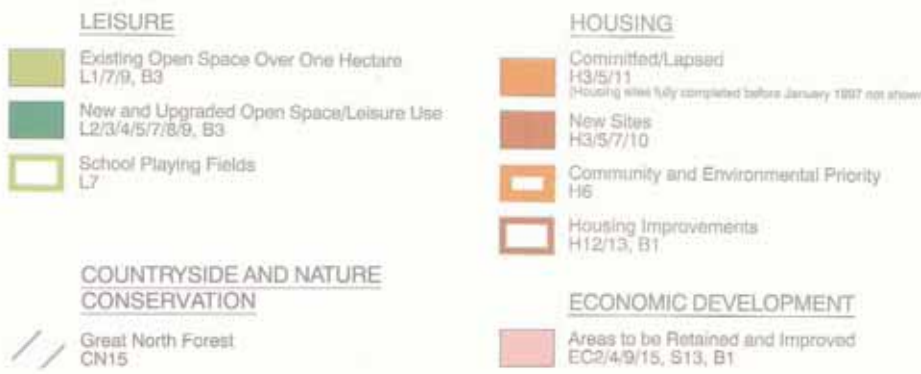 LEISURE
Existing Open Space Over One Hectare
L1/7/9, B3
New and Upgraded Open Space/Leisure Use
L2/3/4/5/7/8/9, B3
School Playing Fields
L7
COUNTRYSIDE AND NATURE
CONSERVATION
Great North Forest
CN15
HOUSING
Committed/Lapsed
H3/5/11
(Housing sites fully completed before January 1997 not shown
New Sites
H3/5/7/10
Community and Environmental Priority
H6
Housing Improvements
H12/13, B1
ECONOMIC DEVELOPMENT
Areas to be Retained and Improved
EC2/4/9/15, S13, B1